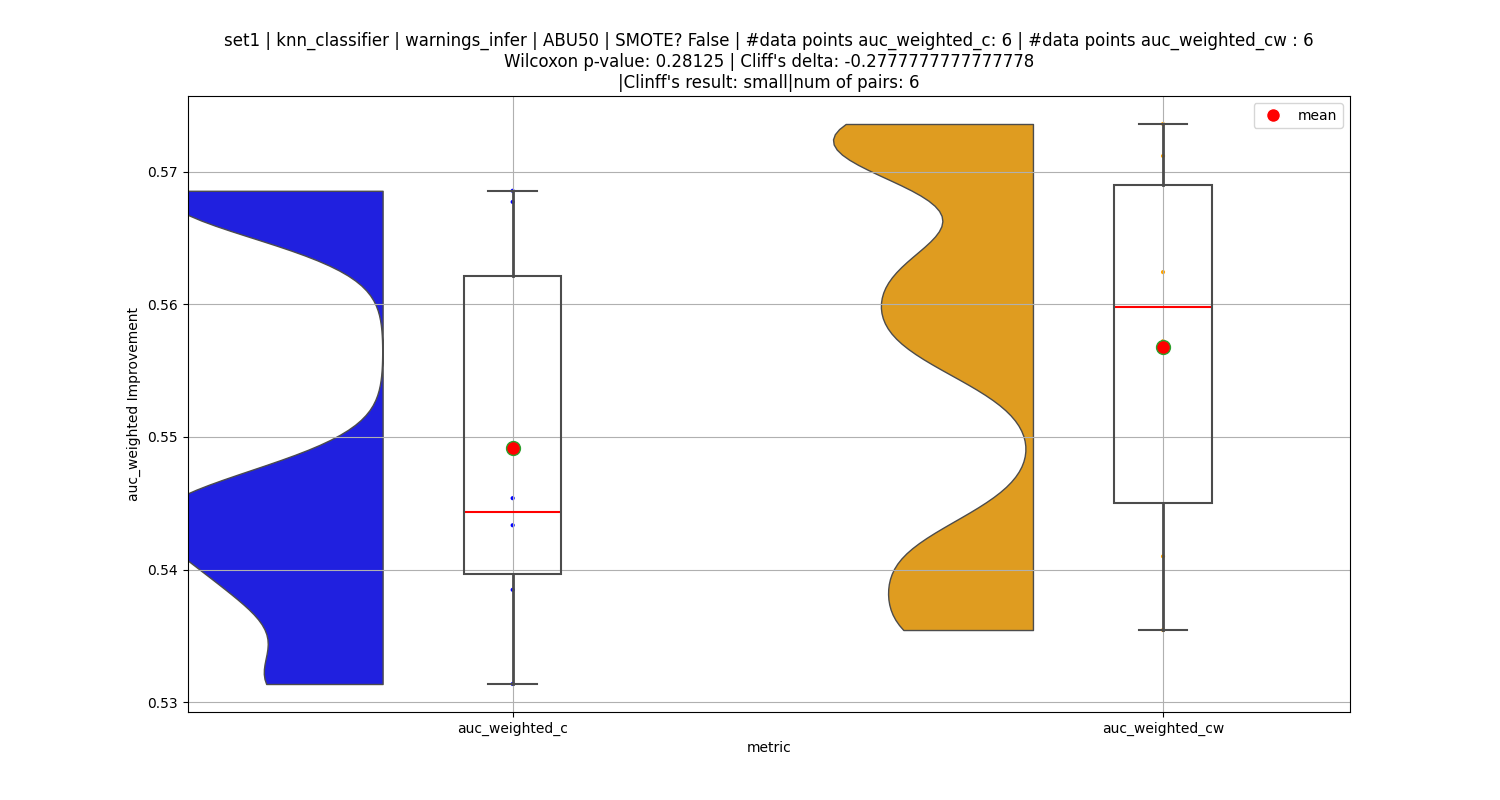 set1 | knn_classifier | warnings_infer | ABU50 | SMOTE? False | #data points auc_weighted_c: 6 | #data points auc_weighted_cw : 6
Wilcoxon p-value: 0.28125 | Cliff's delta: -0.2777777777777778
|Clinff's result: small|num of pairs: 6
mean
0.57
0.56
0.55
0.54
0.53
auc_weighted Improvement
auc_weighted_c
auc_weighted_cw
metric